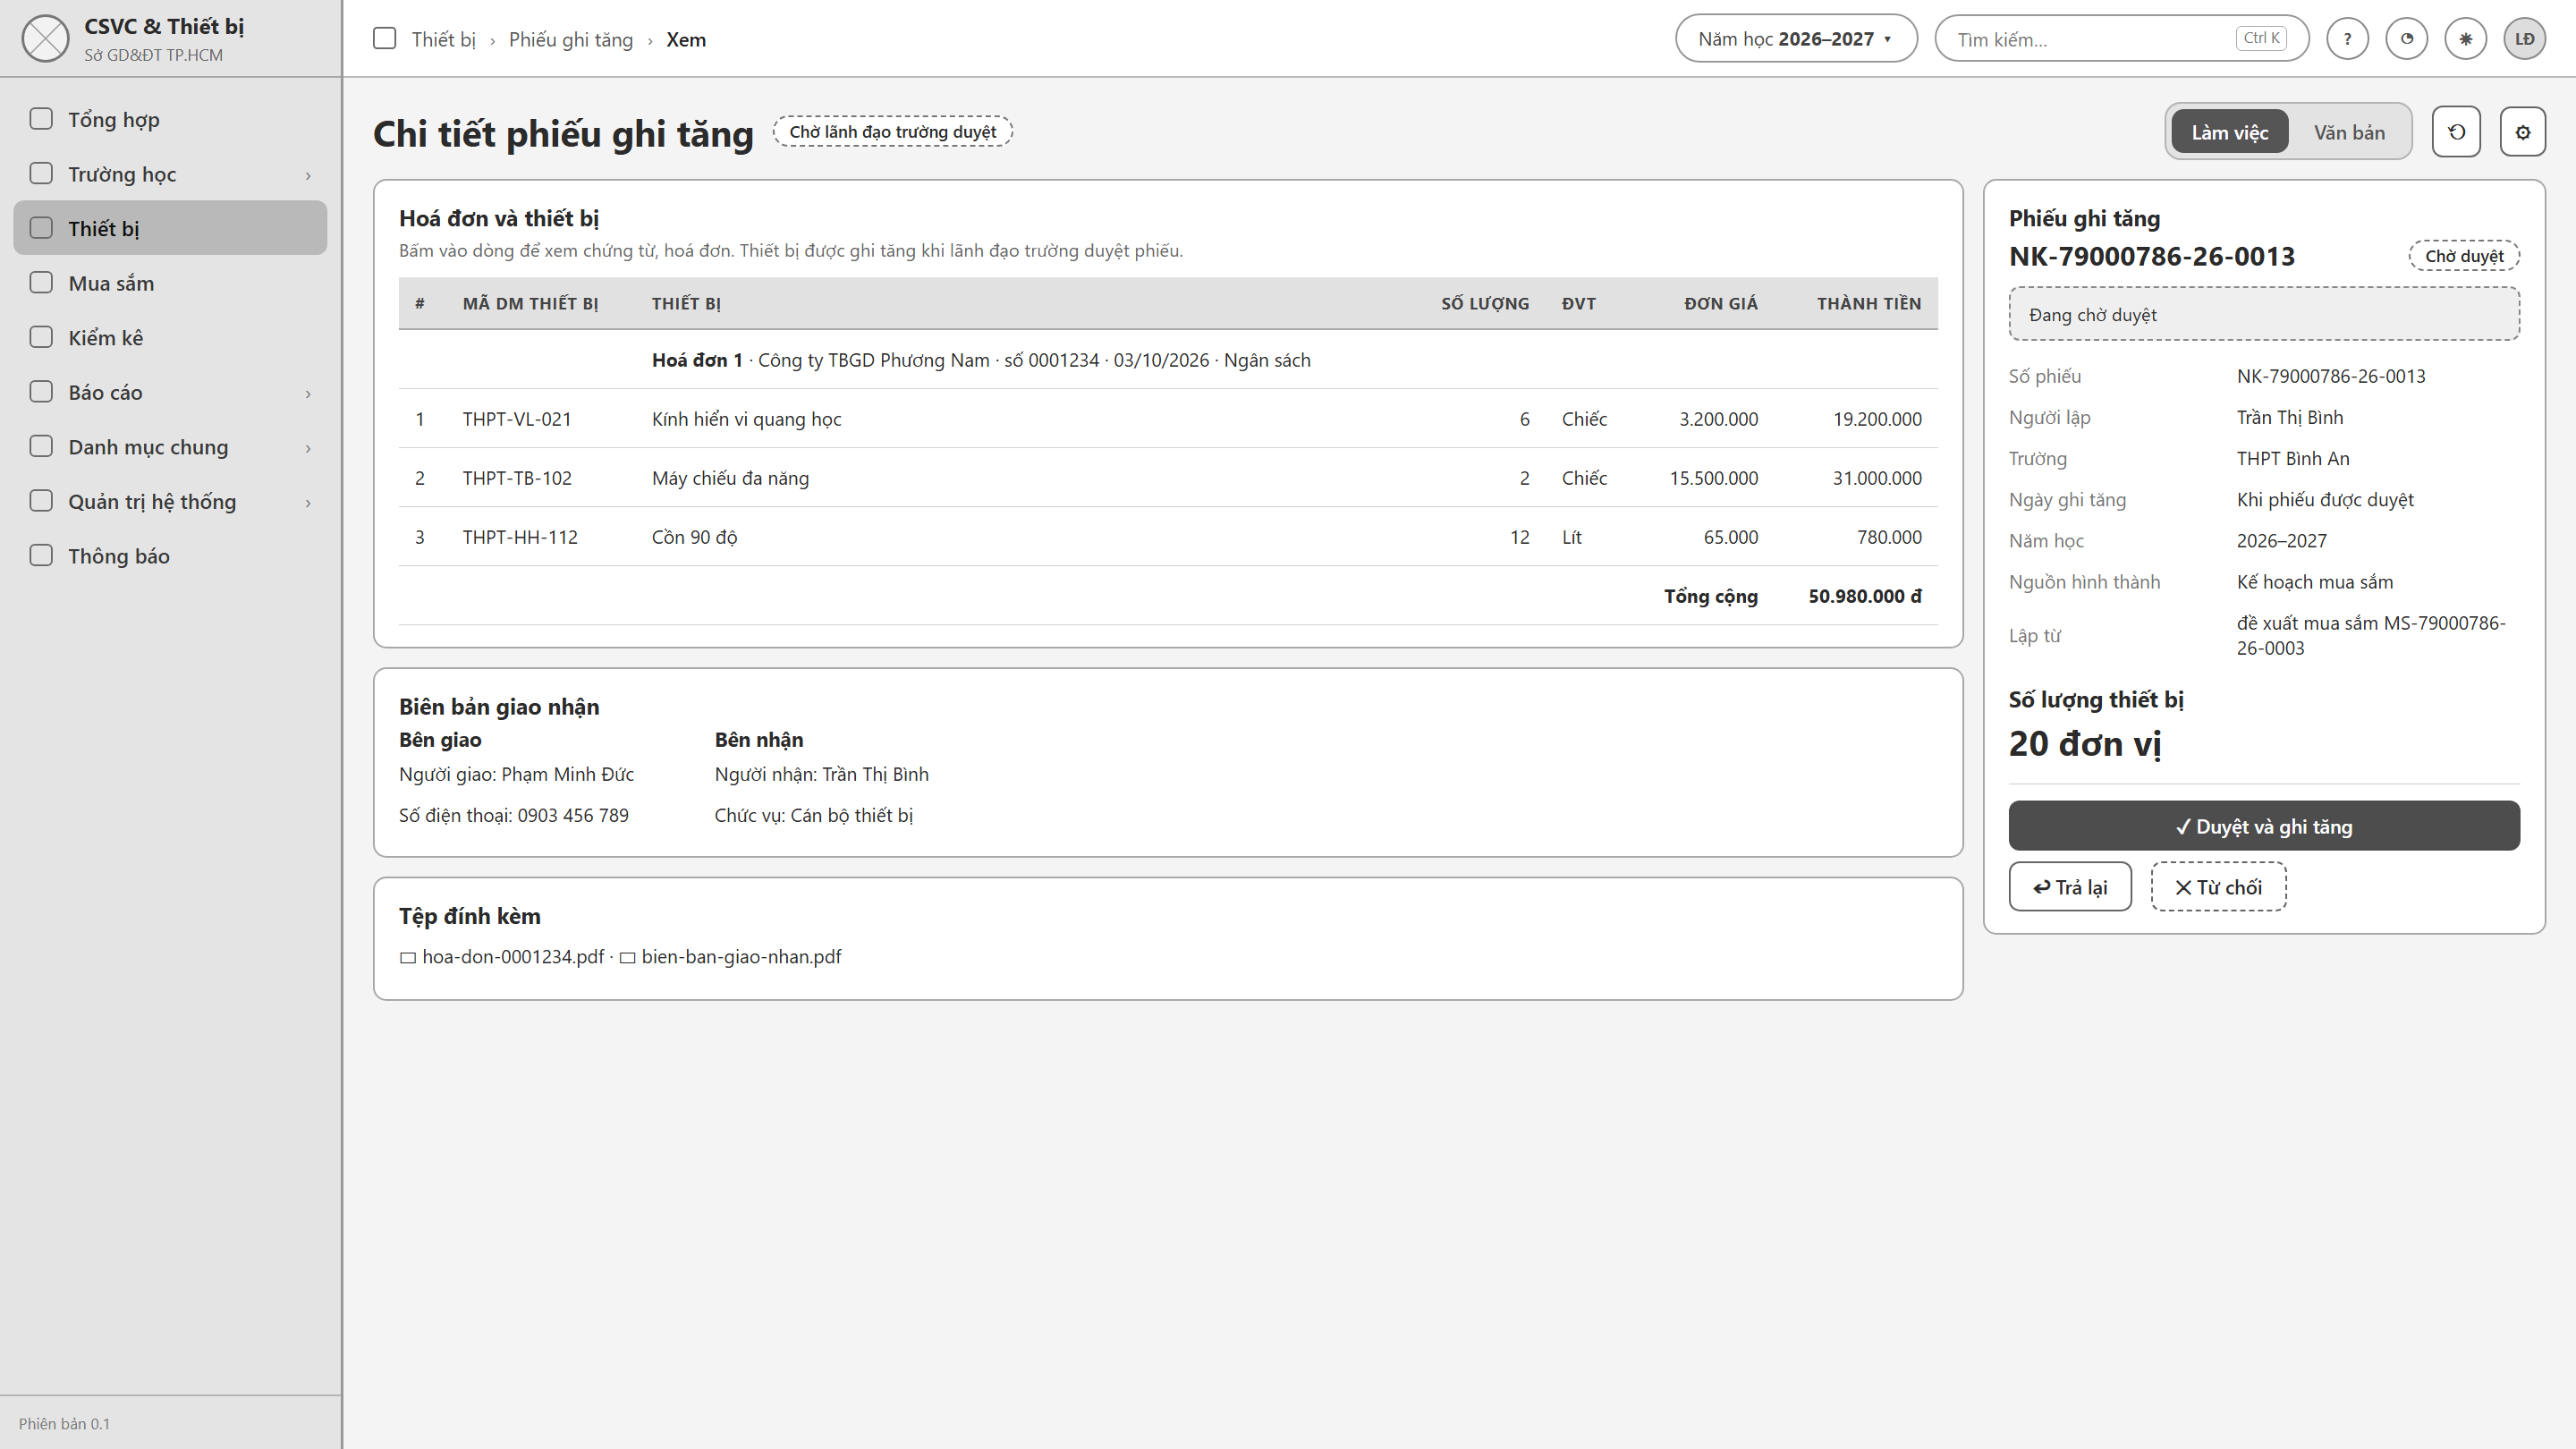 CSVC & Thiết bị
Sở GD&ĐT TP.HCM
Tổng hợp
Trường học
Thiết bị
Mua sắm
Kiểm kê
Báo cáo
Danh mục chung
Quản trị hệ thống
Thông báo
Phiên bản 0.1
Thiết bị › Phiếu ghi tăng › Xem
Năm học 2026–2027 ▾
Tìm kiếm... Ctrl K
?
LĐ
Chi tiết phiếu ghi tăng
Chờ lãnh đạo trường duyệt
Làm việc
Văn bản
Hoá đơn và thiết bị
Bấm vào dòng để xem chứng từ, hoá đơn. Thiết bị được ghi tăng khi lãnh đạo trường duyệt phiếu.
# MÃ DM THIẾT BỊ THIẾT BỊ SỐ LƯỢNG ĐVT ĐƠN GIÁ THÀNH TIỀN
Hoá đơn 1 · Công ty TBGD Phương Nam · số 0001234 · 03/10/2026 · Ngân sách
1 THPT-VL-021 Kính hiển vi quang học 6 Chiếc 3.200.000 19.200.000
2 THPT-TB-102 Máy chiếu đa năng 2 Chiếc 15.500.000 31.000.000
3 THPT-HH-112 Cồn 90 độ 12 Lít 65.000 780.000
Tổng cộng 50.980.000 đ
Biên bản giao nhận
Bên giao
Người giao: Phạm Minh Đức
Số điện thoại: 0903 456 789
Bên nhận
Người nhận: Trần Thị Bình
Chức vụ: Cán bộ thiết bị
Tệp đính kèm
hoa-don-0001234.pdf · bien-ban-giao-nhan.pdf
Phiếu ghi tăng
NK-79000786-26-0013
Chờ duyệt
Đang chờ duyệt
Số phiếu NK-79000786-26-0013
Người lập Trần Thị Bình
Trường THPT Bình An
Ngày ghi tăng Khi phiếu được duyệt
Năm học 2026–2027
Nguồn hình thành Kế hoạch mua sắm
Lập từ đề xuất mua sắm MS-79000786-
26-0003
Số lượng thiết bị
20 đơn vị
✓ Duyệt và ghi tăng
↩ Trả lại
✕ Từ chối